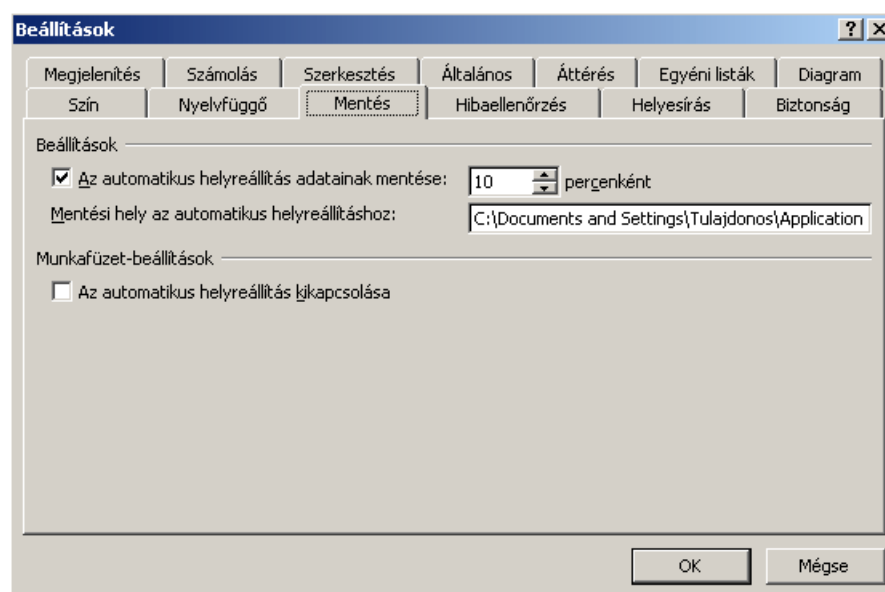 Beállítások
Megjelenítés Számolás Szerkesztés Általános Áttérés Egyéni listák Diagram
Szín Nyelvfüggő Mentés Hibaellenőrzés Helyesírás Biztonság
Beállítások
Az automatikus helyreállítás adatainak mentése: 10 percenként
Mentési hely az automatikus helyreállításhoz: C:\Documents and Settings\Tulajdonos\Application
Munkafüzet-beállítások
Az automatikus helyreállítás kikapcsolása
OK Mégse